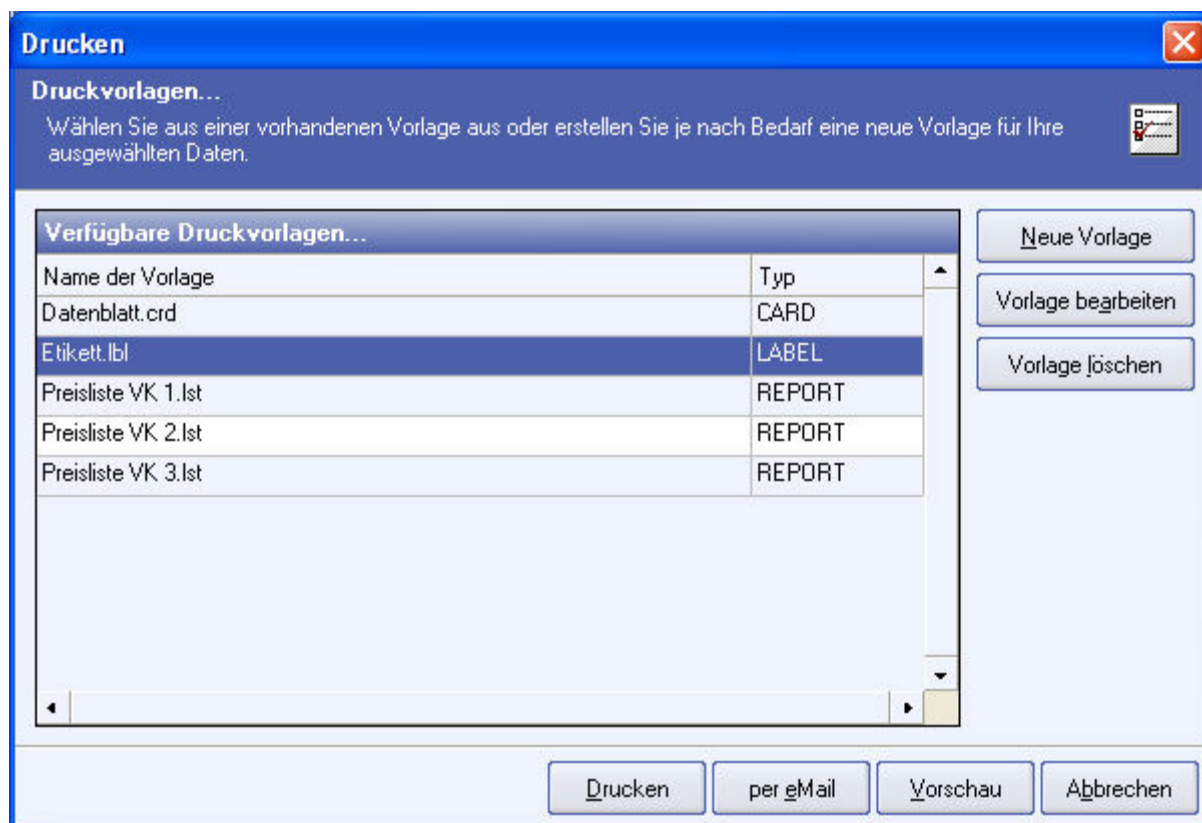 Drucken
Druckvorlagen...
Wählen Sie aus einer vorhandenen Vorlage aus oder erstellen Sie je nach Bedarf eine neue Vorlage für Ihre
ausgewählten Daten.
Verfügbare Druckvorlagen...
Name der Vorlage Typ
Datenblatt.crd CARD
Etikett.lbl LABEL
Preisliste VK 1.lst REPORT
Preisliste VK 2.lst REPORT
Preisliste VK 3.lst REPORT
Neue Vorlage
Vorlage bearbeiten
Vorlage löschen
Drucken per eMail Vorschau Abbrechen